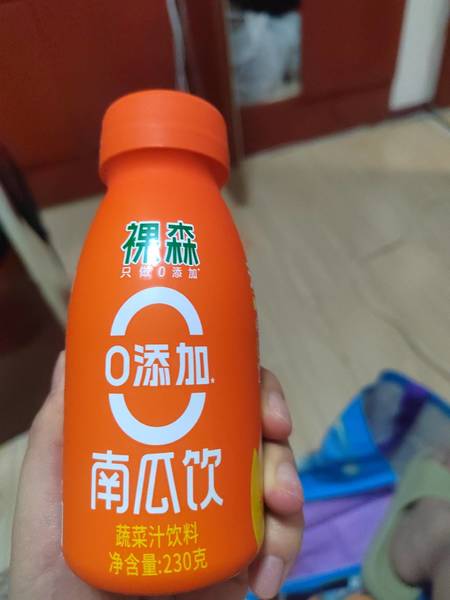 裸森
只做0添加*
0添加®
南瓜饮
蔬菜汁饮料
净含量:230克